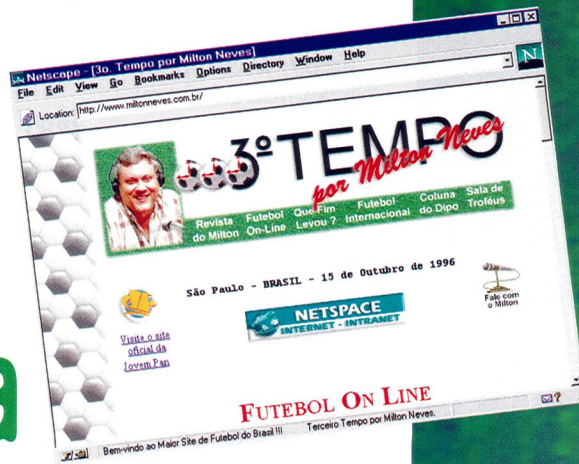 Netscape - [3o. Tempo por Milton Neves]
File Edit View Go Bookmarks Options Directory Window Help
Location: http://www.miltonneves.com.br/
N
3º TEMPO
por Milton Neves
Revista do Milton
Futebol On-Line
Que Fim Levou ?
Futebol Internacional
Coluna do Dipo
Sala de Troféus
São Paulo - BRASIL - 15 de Outubro de 1996
Visite o site
oficial da
Jovem Pan
NETSPACE
INTERNET - INTRANET
Fale com
o Milton
FUTEBOL ON LINE
Bem-vindo ao Maior Site de Futebol do Brasil !!! Terceiro Tempo por Milton Neves.
a